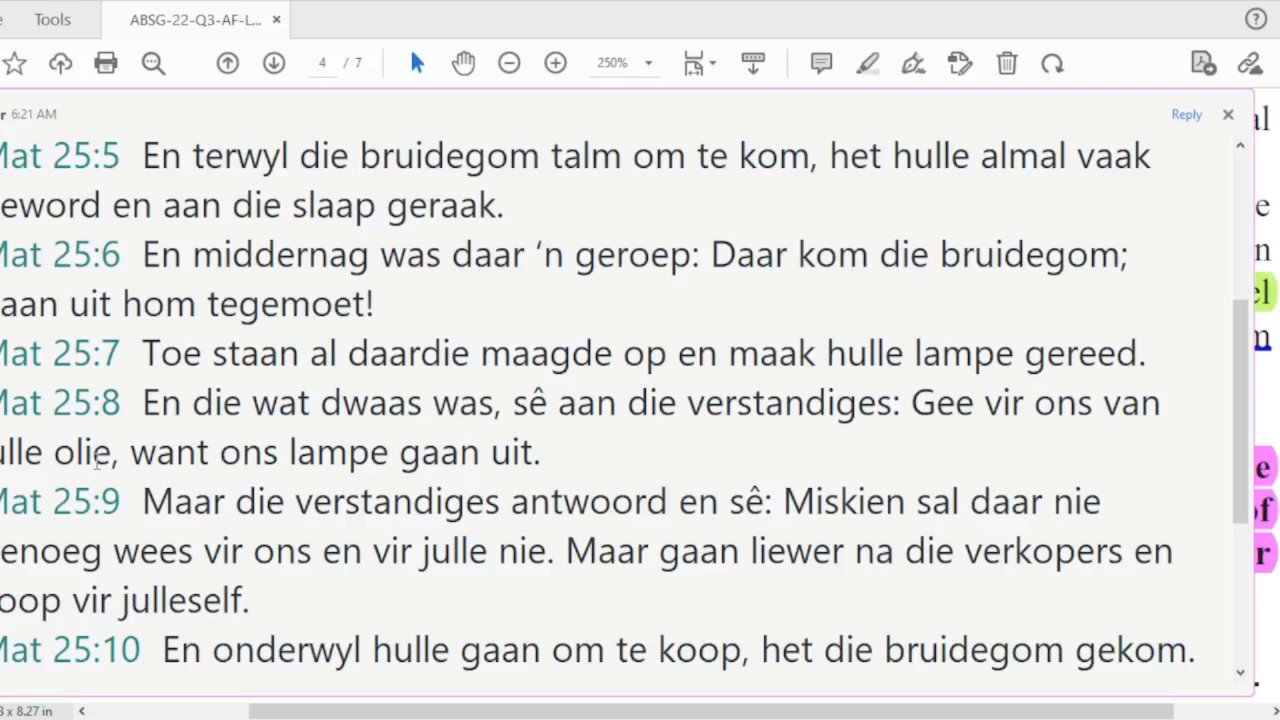 Tools ABSG-22-Q3-AF-L... ×
4 / 7 250%
6:21 AM Reply
Mat 25:5 En terwyl die bruidegom talm om te kom, het hulle almal vaak
eword en aan die slaap geraak.
Mat 25:6 En middernag was daar ‘n geroep: Daar kom die bruidegom;
aan uit hom tegemoet!
Mat 25:7 Toe staan al daardie maagde op en maak hulle lampe gereed.
Mat 25:8 En die wat dwaas was, sê aan die verstandiges: Gee vir ons van
ulle olie, want ons lampe gaan uit.
Mat 25:9 Maar die verstandiges antwoord en sê: Miskien sal daar nie
enoeg wees vir ons en vir julle nie. Maar gaan liewer na die verkopers en
oop vir julleself.
Mat 25:10 En onderwyl hulle gaan om te koop, het die bruidegom gekom.
x 8.27 in